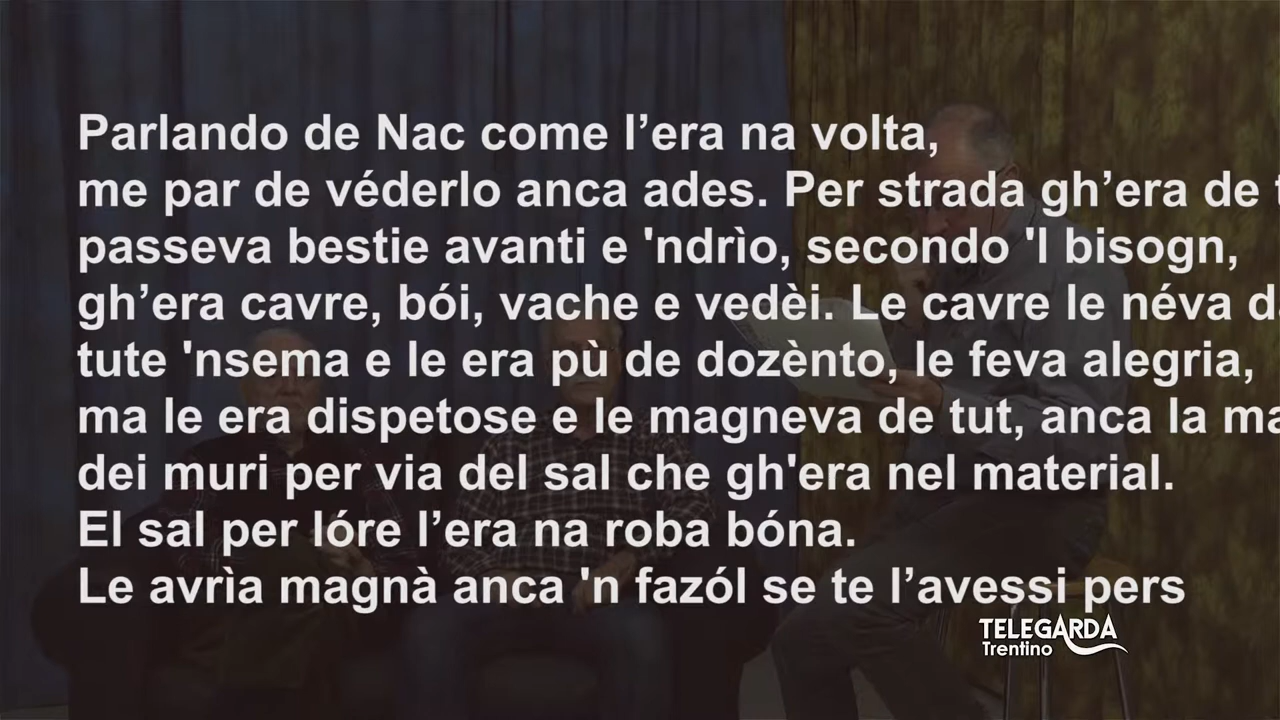 Parlando de Nac come l’era na volta,
me par de véderlo anca ades. Per strada gh’era de
passeva bestie avanti e 'ndrìo, secondo 'l bisogn,
gh’era cavre, bói, vache e vedèi. Le cavre le néva
tute 'nsema e le era pù de dozènto, le feva alegria,
ma le era dispetose e le magneva de tut, anca la
dei muri per via del sal che gh'era nel material.
El sal per lóre l’era na roba bóna.
Le avrìa magnà anca 'n fazól se te l’avessi pers
TELEGARDA
Trentino